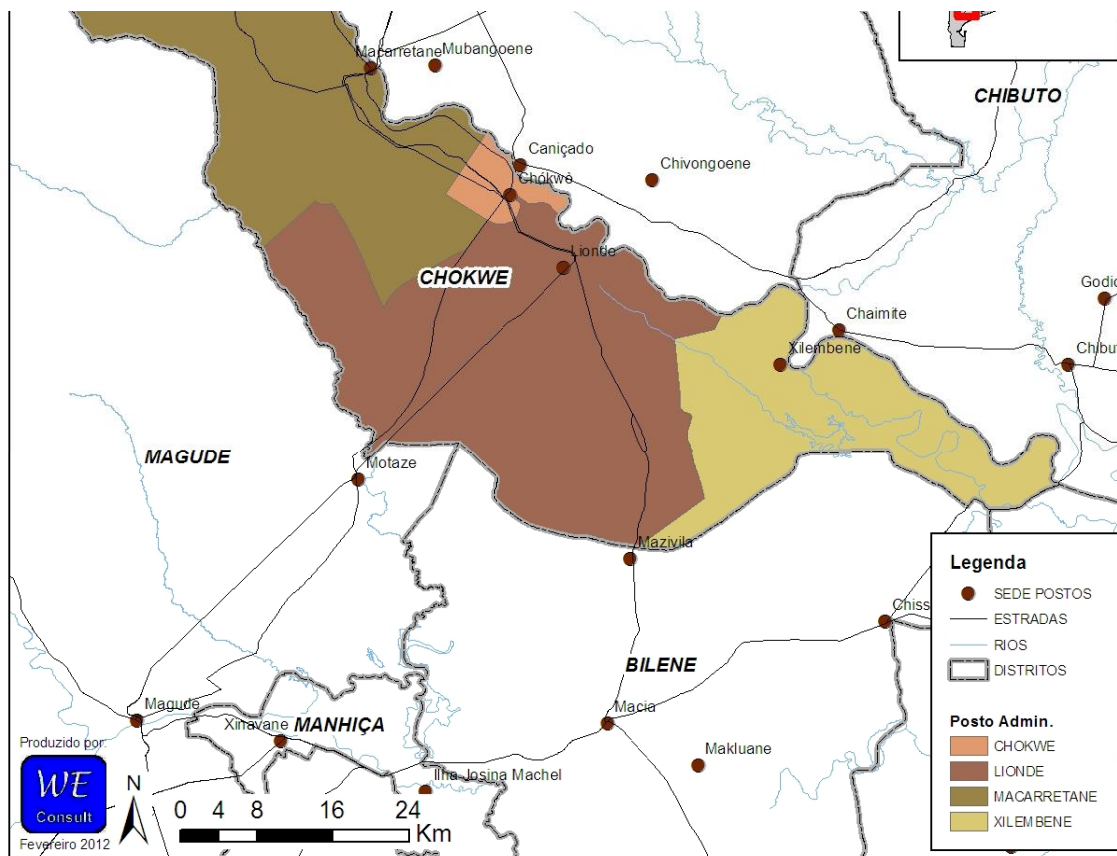 Macarretane
Mubangoene
CHIBUTO
Caniçado
Chivongoene
Chókwè
Lionde
CHOKWE
Godic
Chaimite
Xilembene
Chibut
MAGUDE
Motaze
Mazivila
Legenda
SEDE POSTOS
Chiss
ESTRADAS
RIOS
BILENE
DISTRITOS
Magude
Xinavane
MANHIÇA
Macia
Posto Admin.
Produzido por:
CHOKWE
Makluane
LIONDE
WE
Consult
N
Ilha Josina Machel
MACARRETANE
0 4 8 16 24
Km
XILEMBENE
Fevereiro 2012